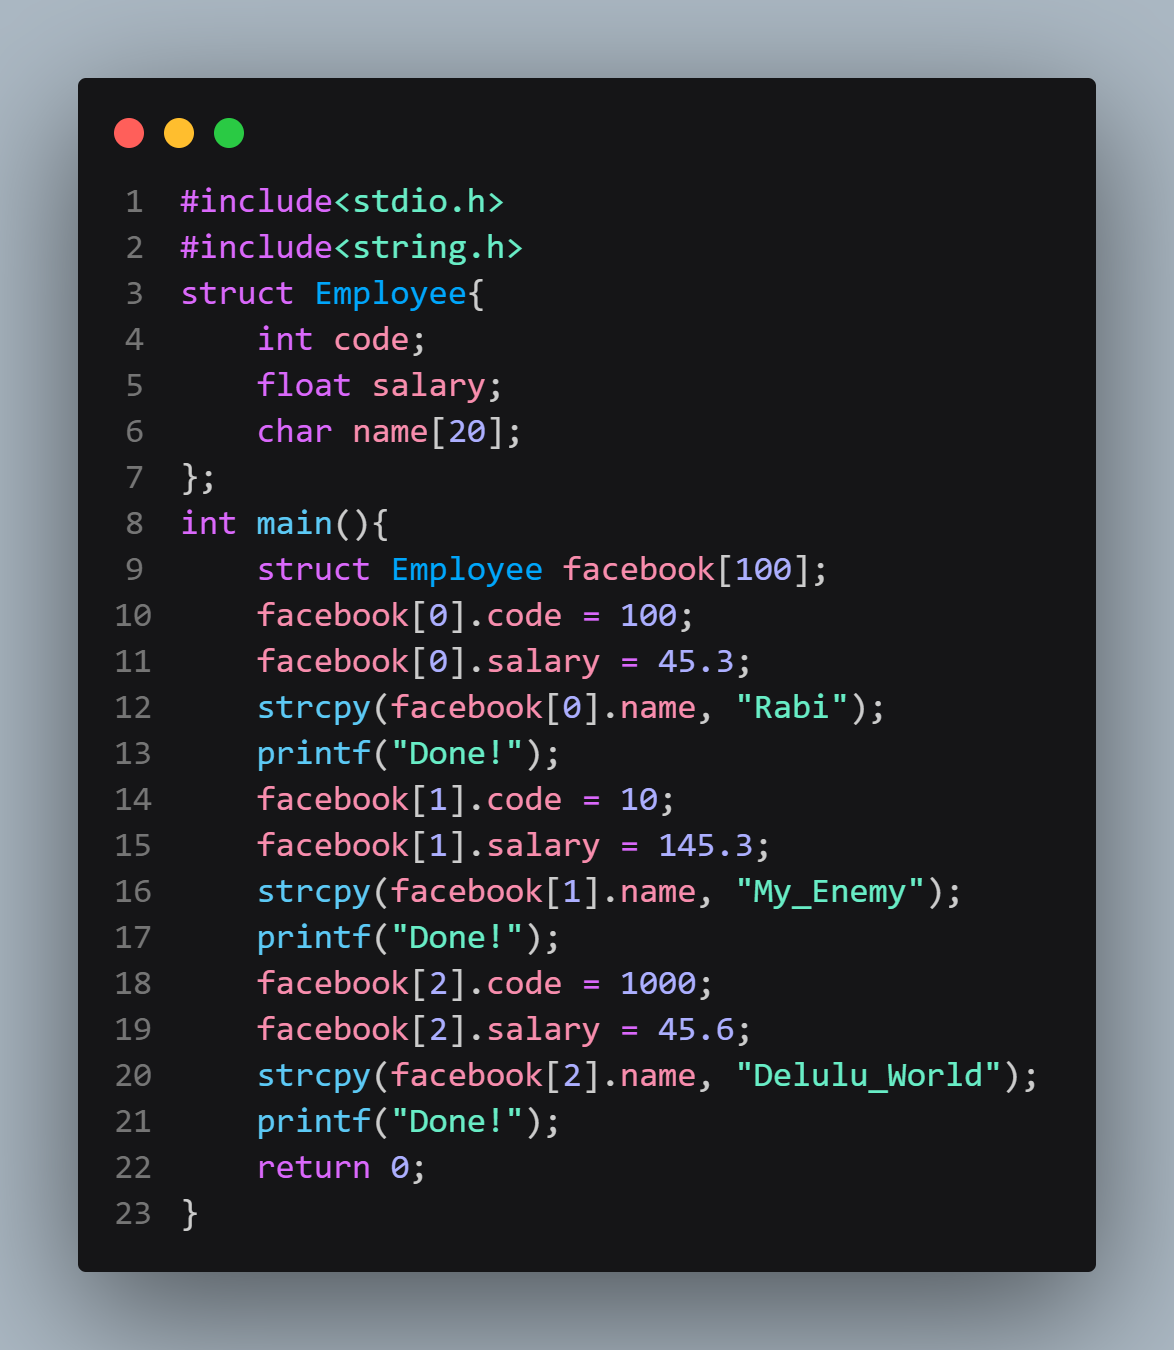 1 #include<stdio.h>
2 #include<string.h>
3 struct Employee{
4     int code;
5     float salary;
6     char name[20];
7 };
8 int main(){
9     struct Employee facebook[100];
10     facebook[0].code = 100;
11     facebook[0].salary = 45.3;
12     strcpy(facebook[0].name, "Rabi");
13     printf("Done!");
14     facebook[1].code = 10;
15     facebook[1].salary = 145.3;
16     strcpy(facebook[1].name, "My_Enemy");
17     printf("Done!");
18     facebook[2].code = 1000;
19     facebook[2].salary = 45.6;
20     strcpy(facebook[2].name, "Delulu_World");
21     printf("Done!");
22     return 0;
23 }